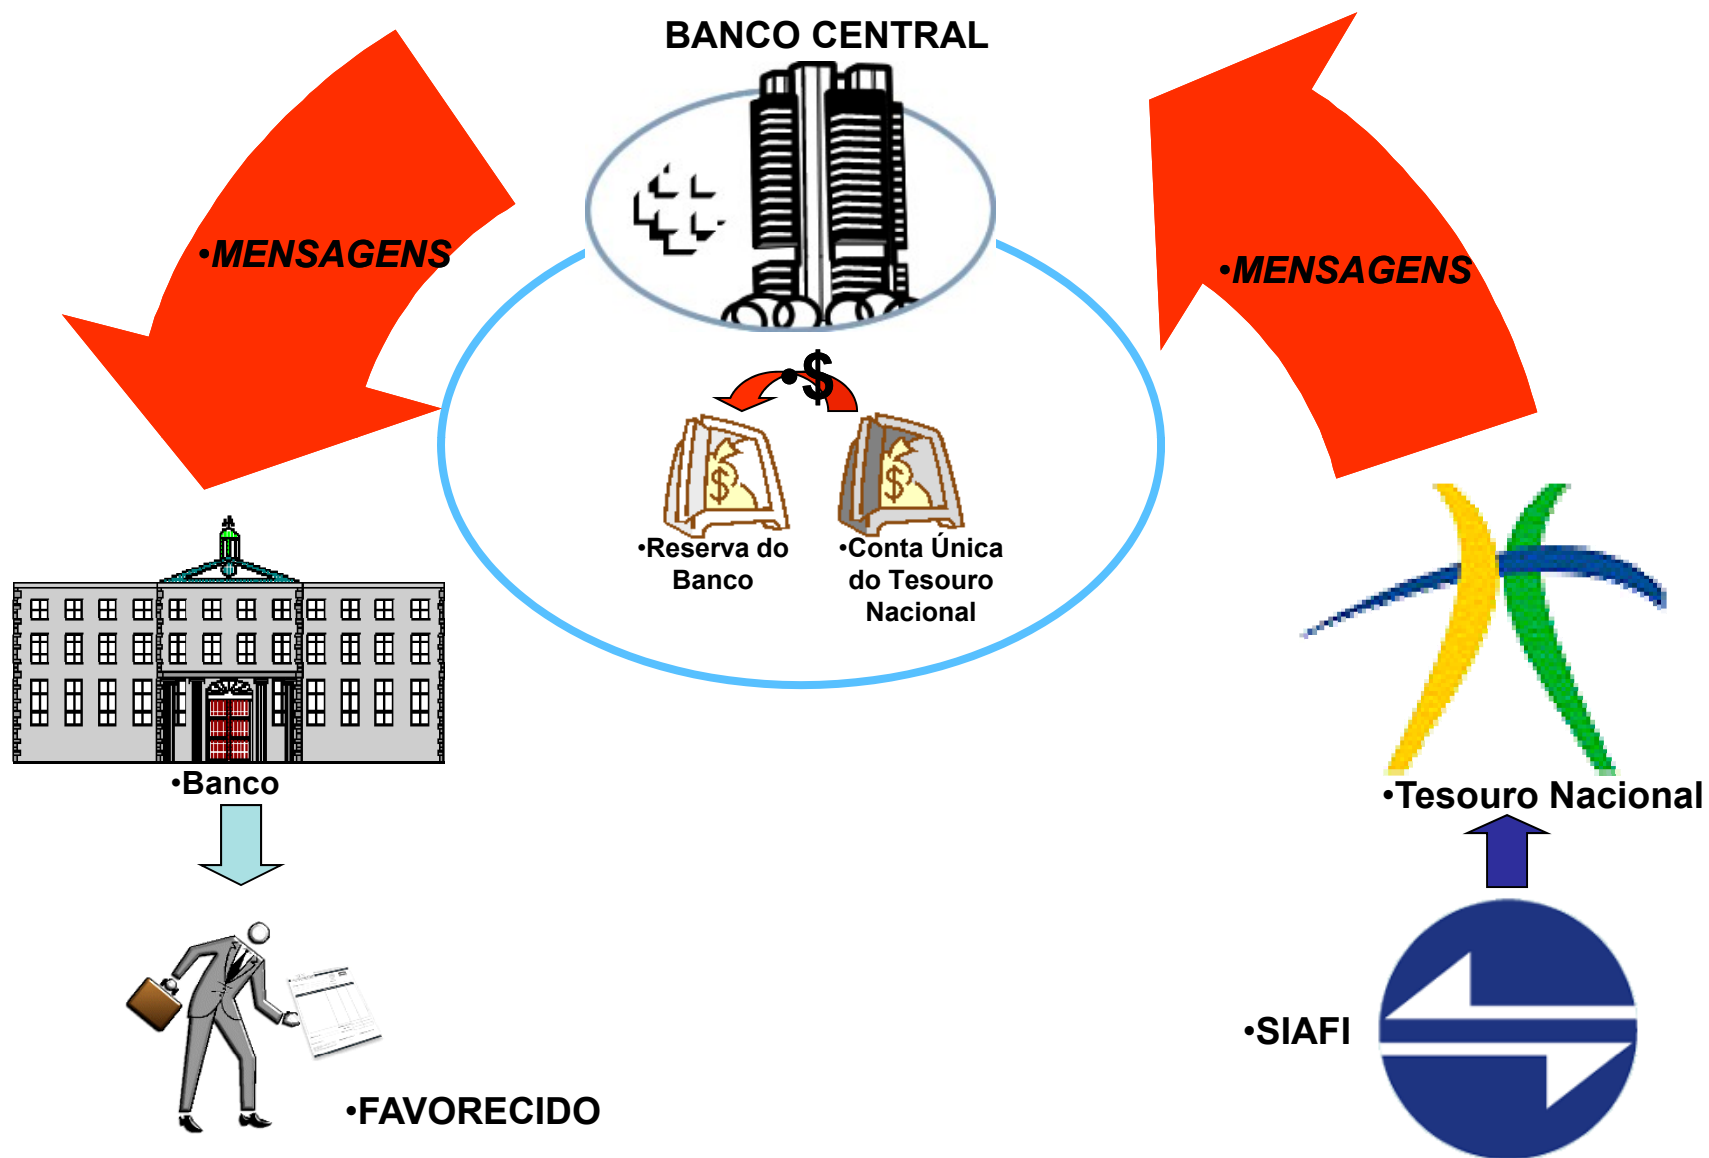 BANCO CENTRAL
•MENSAGENS
•MENSAGENS
•$
$
$
•Reserva do
Banco
•Conta Única
do Tesouro
Nacional
•Banco
•Tesouro Nacional
•SIAFI
•FAVORECIDO